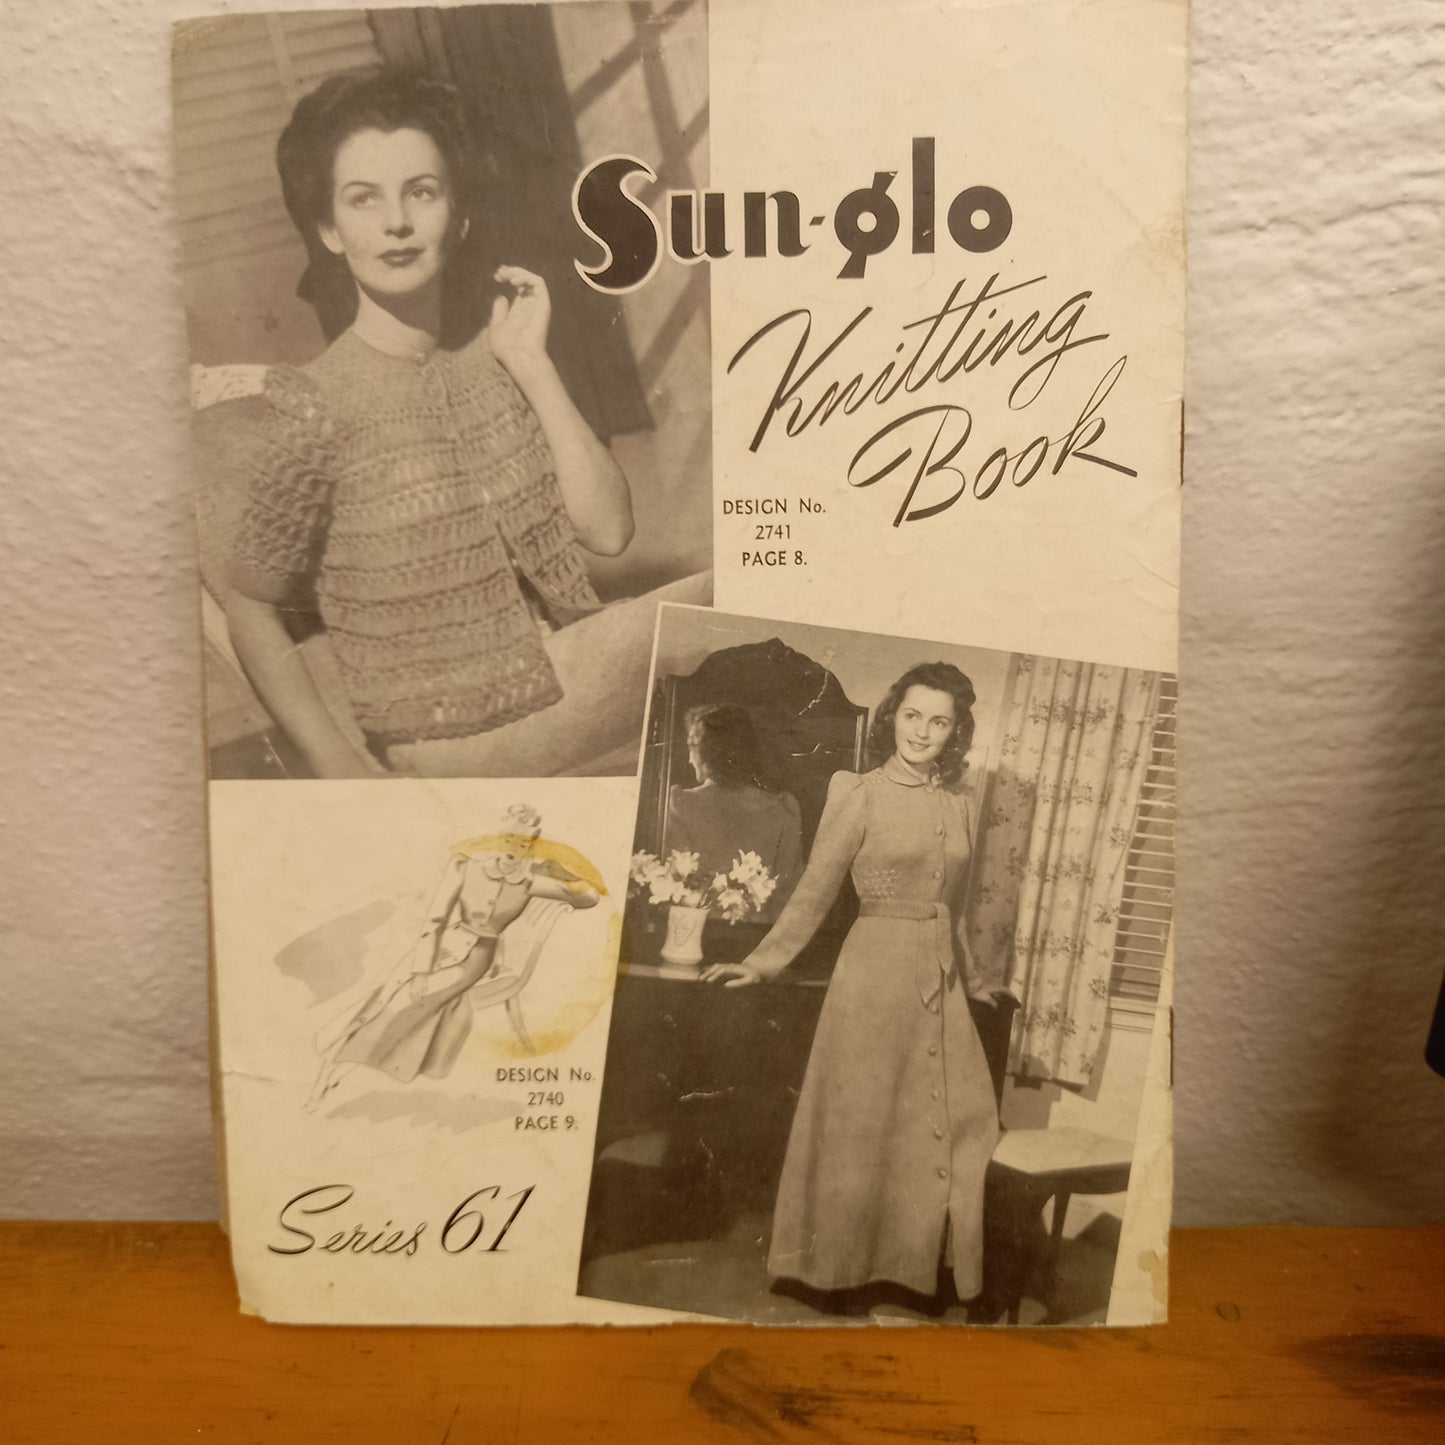 Sun-glo
Knitting
Book
DESIGN No.
2741
PAGE 8.
DESIGN No.
2740
PAGE 9.
Series 61